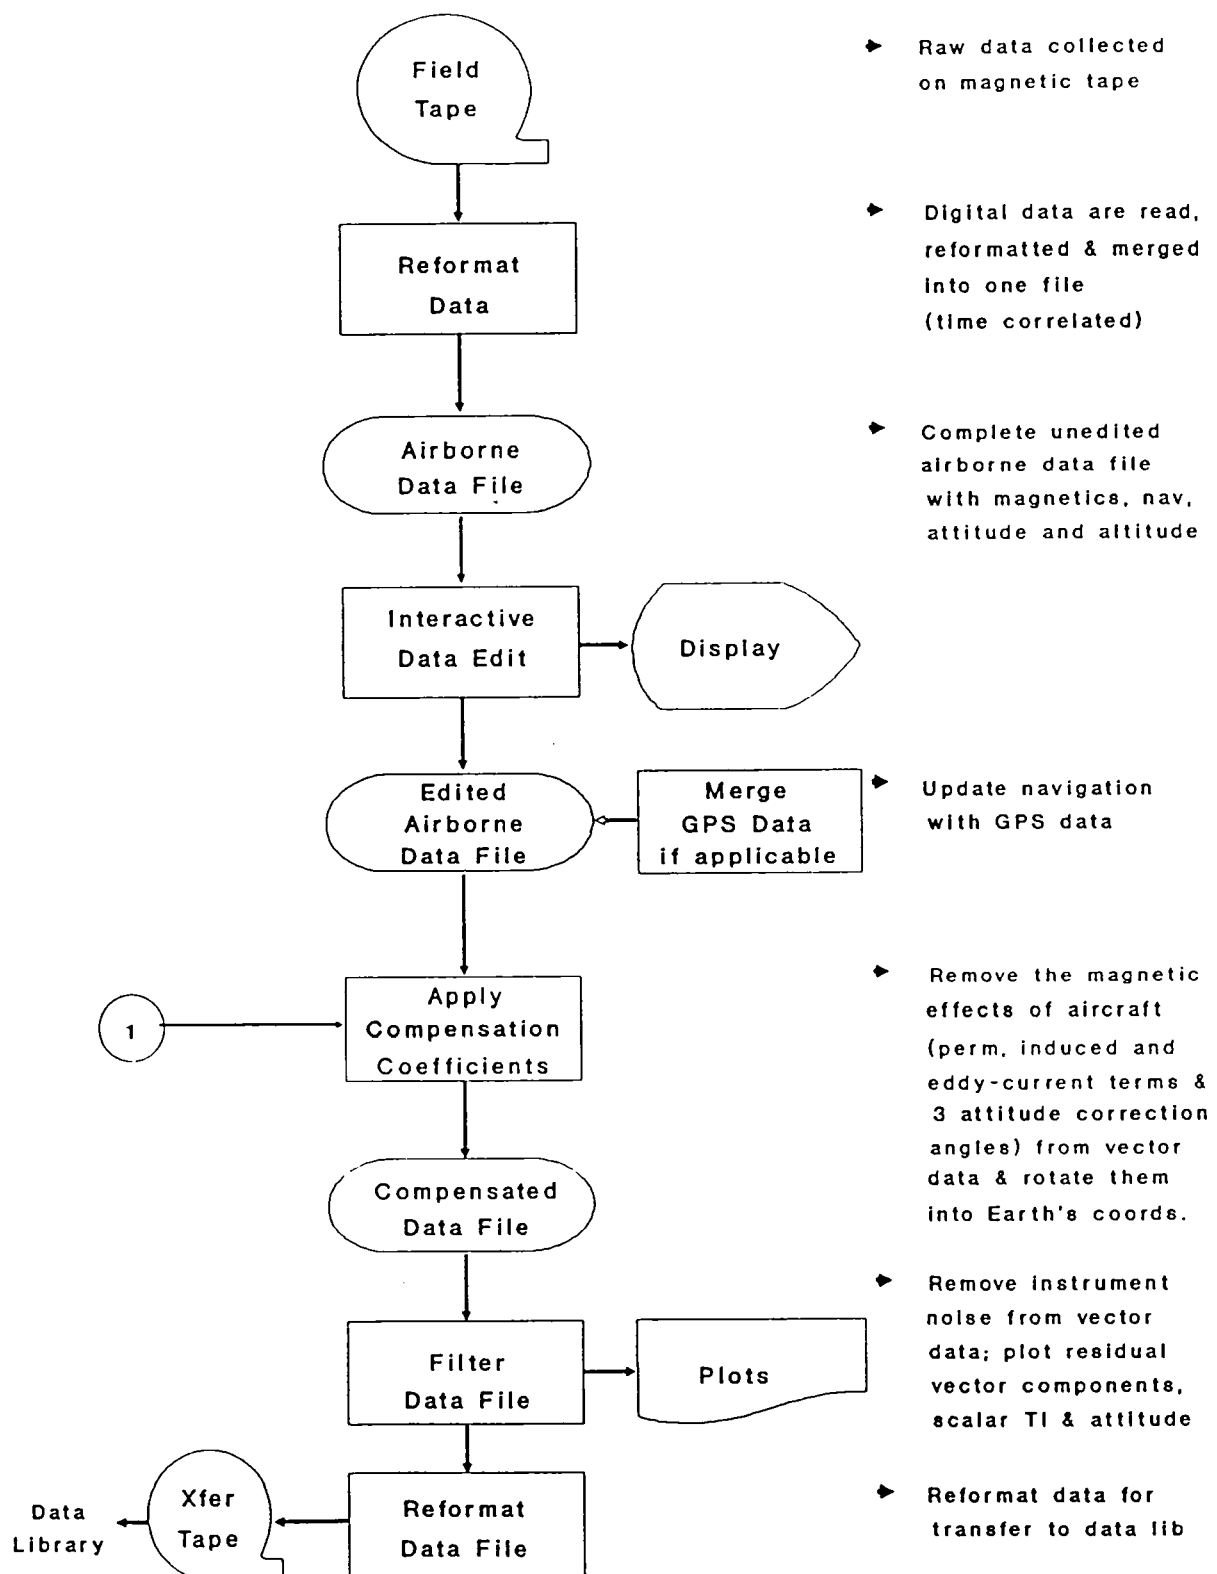 Field
Tape
Raw data collected
on magnetic tape
Reformat
Data
Digital data are read,
reformatted & merged
into one file
(time correlated)
Airborne
Data File
Complete unedited
airborne data file
with magnetics, nav,
attitude and altitude
Interactive
Data Edit
Display
Edited
Airborne
Data File
Merge
GPS Data
if applicable
Update navigation
with GPS data
1
Apply
Compensation
Coefficients
Remove the magnetic
effects of aircraft
(perm, induced and
eddy-current terms &
3 attitude correction
angles) from vector
data & rotate them
into Earth's coords.
Compensated
Data File
Filter
Data File
Plots
Remove instrument
noise from vector
data; plot residual
vector components,
scalar TI & attitude
Data
Library
Xfer
Tape
Reformat
Data File
Reformat data for
transfer to data lib